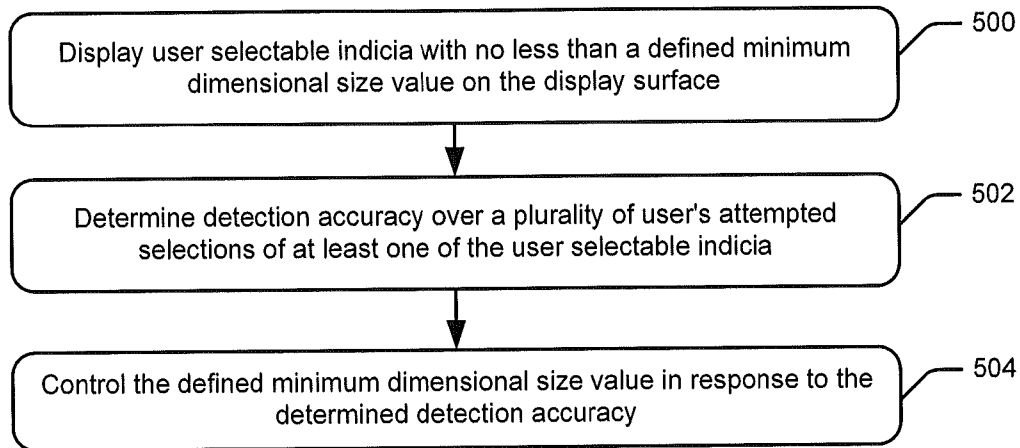 500
Display user selectable indicia with no less than a defined minimum
dimensional size value on the display surface
502
Determine detection accuracy over a plurality of user's attempted
selections of at least one of the user selectable indicia
504
Control the defined minimum dimensional size value in response to the
determined detection accuracy